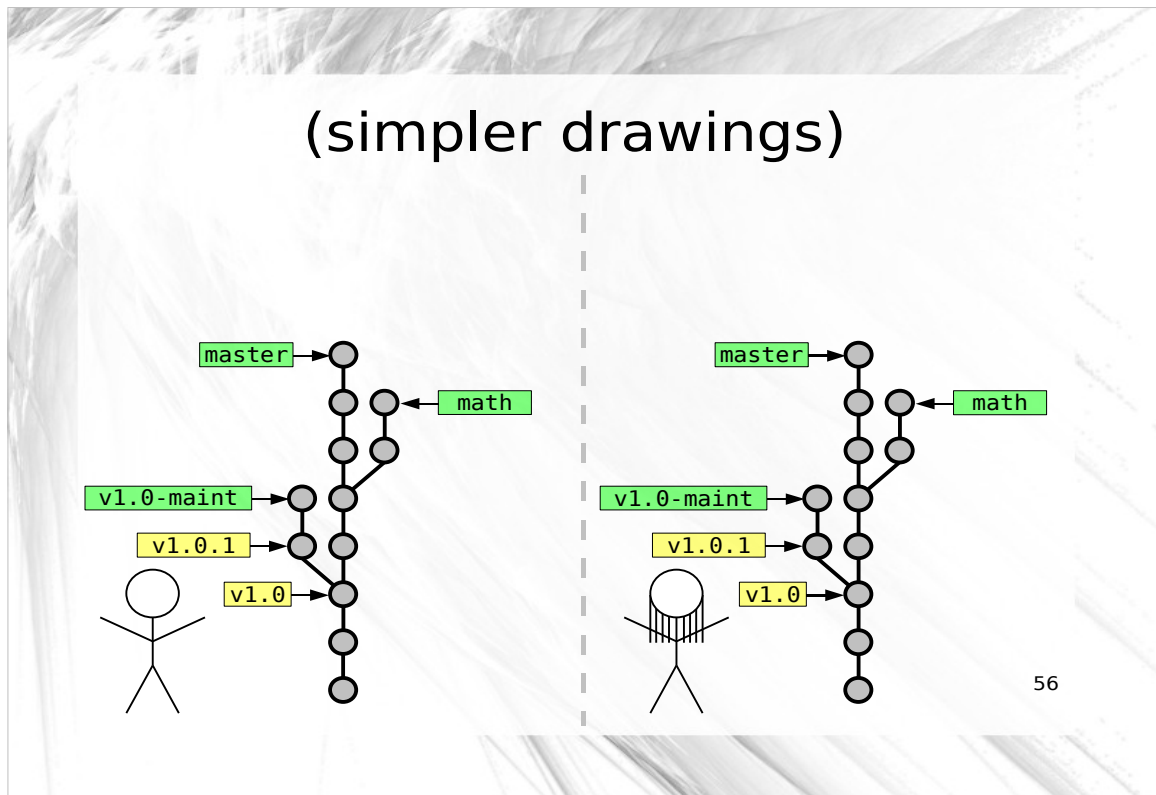 (simpler drawings)
master
math
v1.0-maint
v1.0.1
v1.0
master
math
v1.0-maint
v1.0.1
v1.0
56